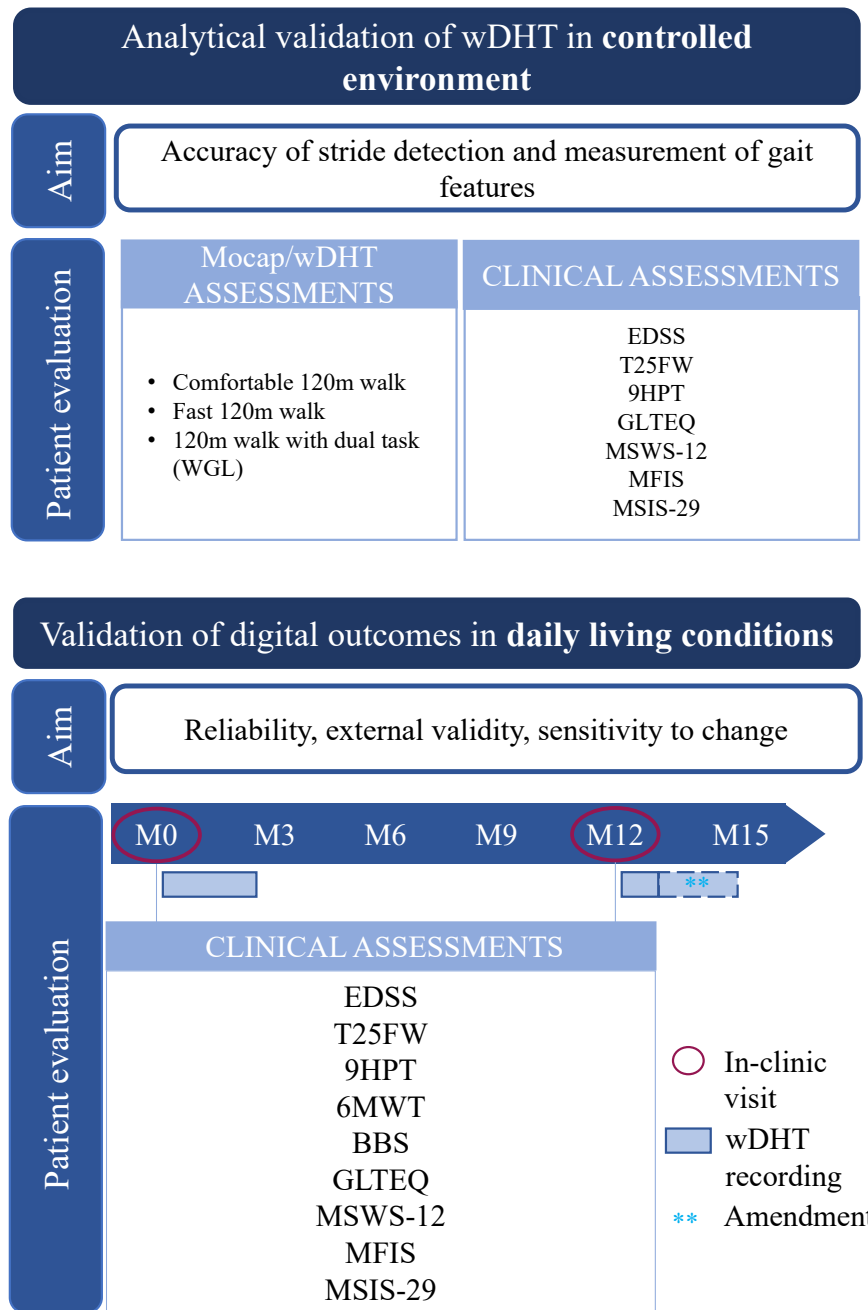 Analytical validation of wDHT in controlled
environment
Aim
Accuracy of stride detection and measurement of gait
features
Patient evaluation
Mocap/wDHT
ASSESSMENTS
• Comfortable 120m walk
• Fast 120m walk
• 120m walk with dual task
(WGL)
CLINICAL ASSESSMENTS
EDSS
T25FW
9HPT
GLTEQ
MSWS-12
MFIS
MSIS-29
Validation of digital outcomes in daily living conditions
Aim
Reliability, external validity, sensitivity to change
Patient evaluation
M0 M3 M6 M9 M12 M15
**
CLINICAL ASSESSMENTS
EDSS
T25FW
9HPT
6MWT
BBS
GLTEQ
MSWS-12
MFIS
MSIS-29
In-clinic
visit
wDHT
recording
** Amendment